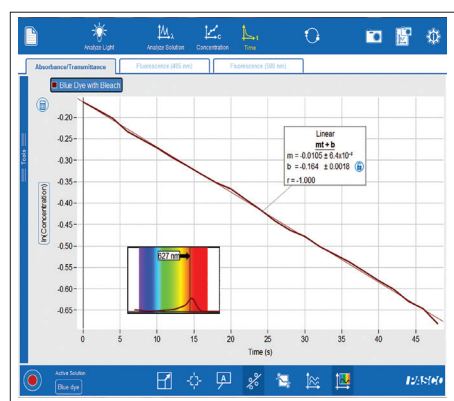 Analyze Light
Analyze Solution
Concentration
Time
Absorbance/Transmittance
Fluorescence (405 nm)
Fluorescence (500 nm)
Blue Dye with Bleach
Tools
ln(Concentration)
-0.20
-0.25
-0.30
-0.35
-0.40
-0.45
-0.50
-0.55
-0.60
-0.65
Linear
mt + b
m = -0.0105 ± 6.4x10⁻⁵
b = -0.164 ± 0.0018
r = -1.000
627 nm
0 5 10 15 20 25 30 35 40 45
Time (s)
Active Solution
Blue dye
PASCO